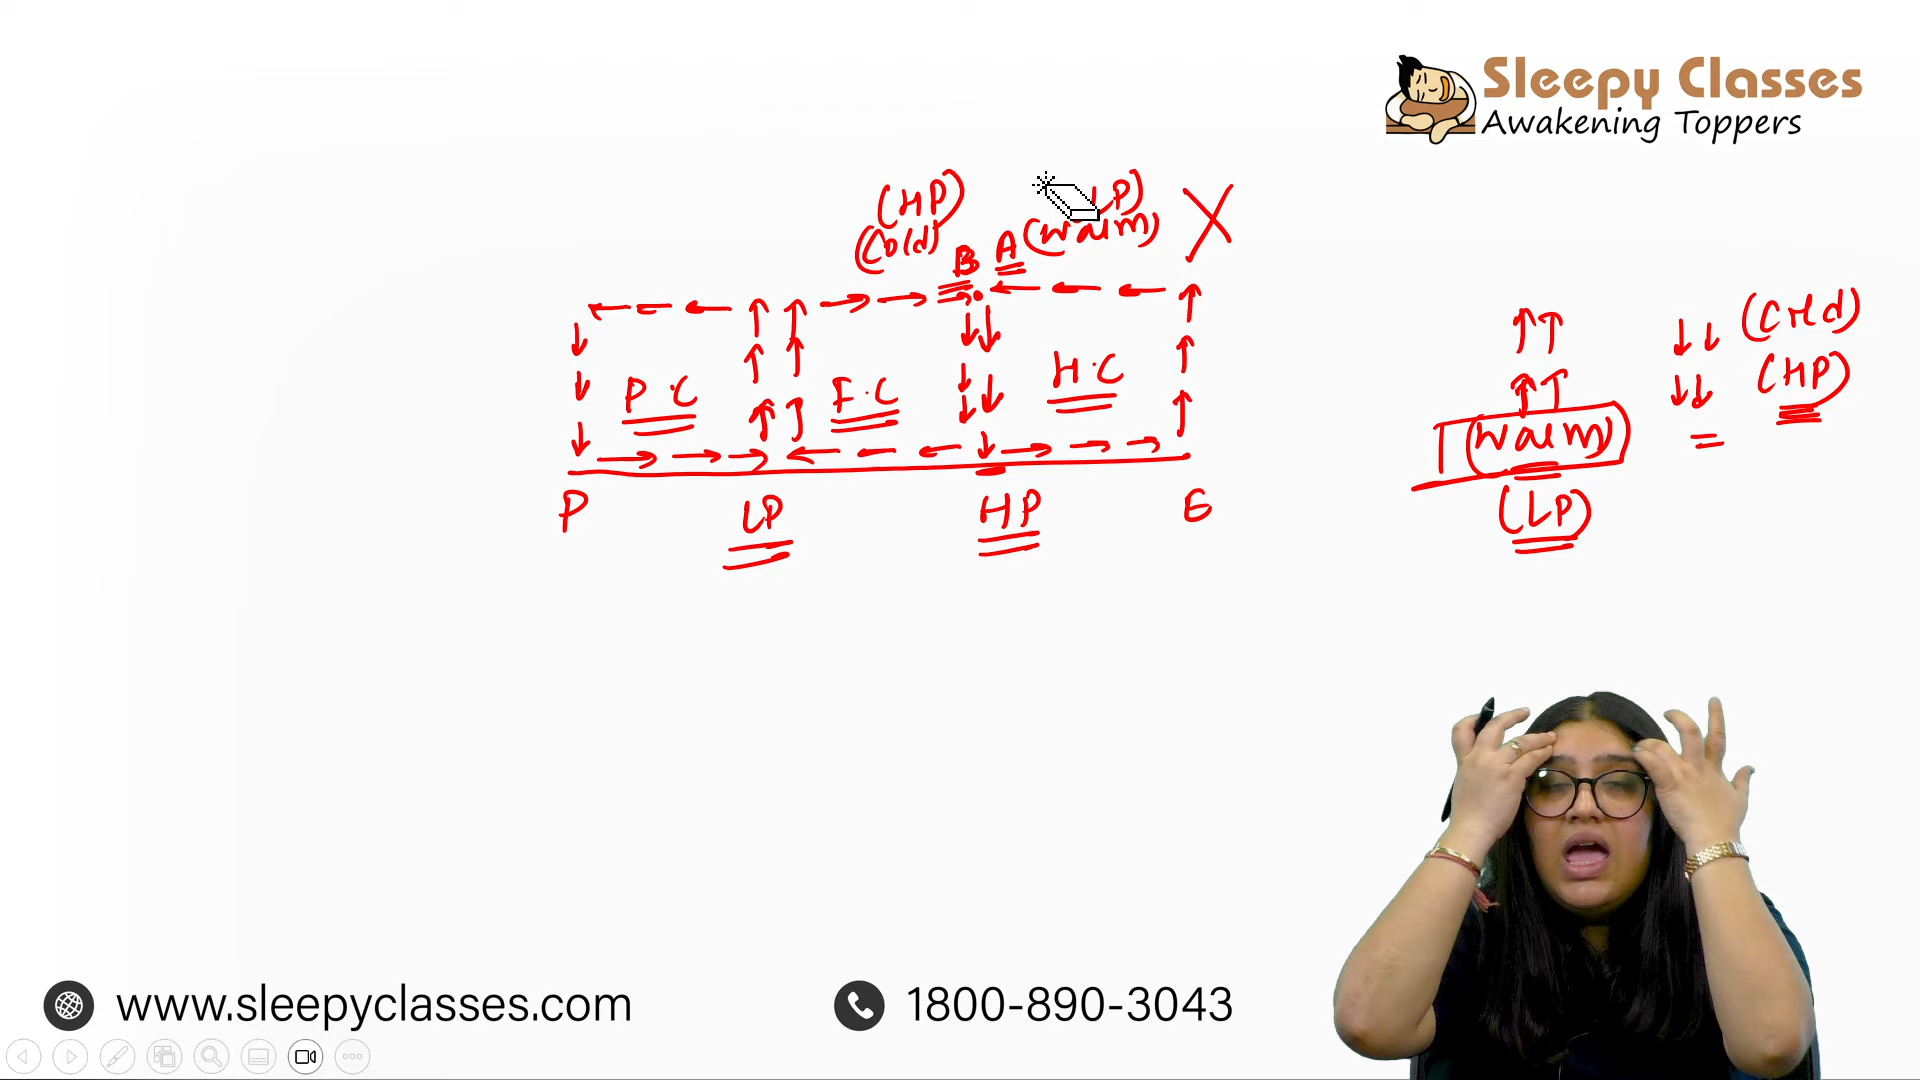 Sleepy Classes
Awakening Toppers
(HP)
(Cold)
P)
(Warm)
X
B A
P.C
F.C
H.C
(Cold)
(HP)
(Warm)
(LP)
P
LP
HP
E
www.sleepyclasses.com
1800-890-3043